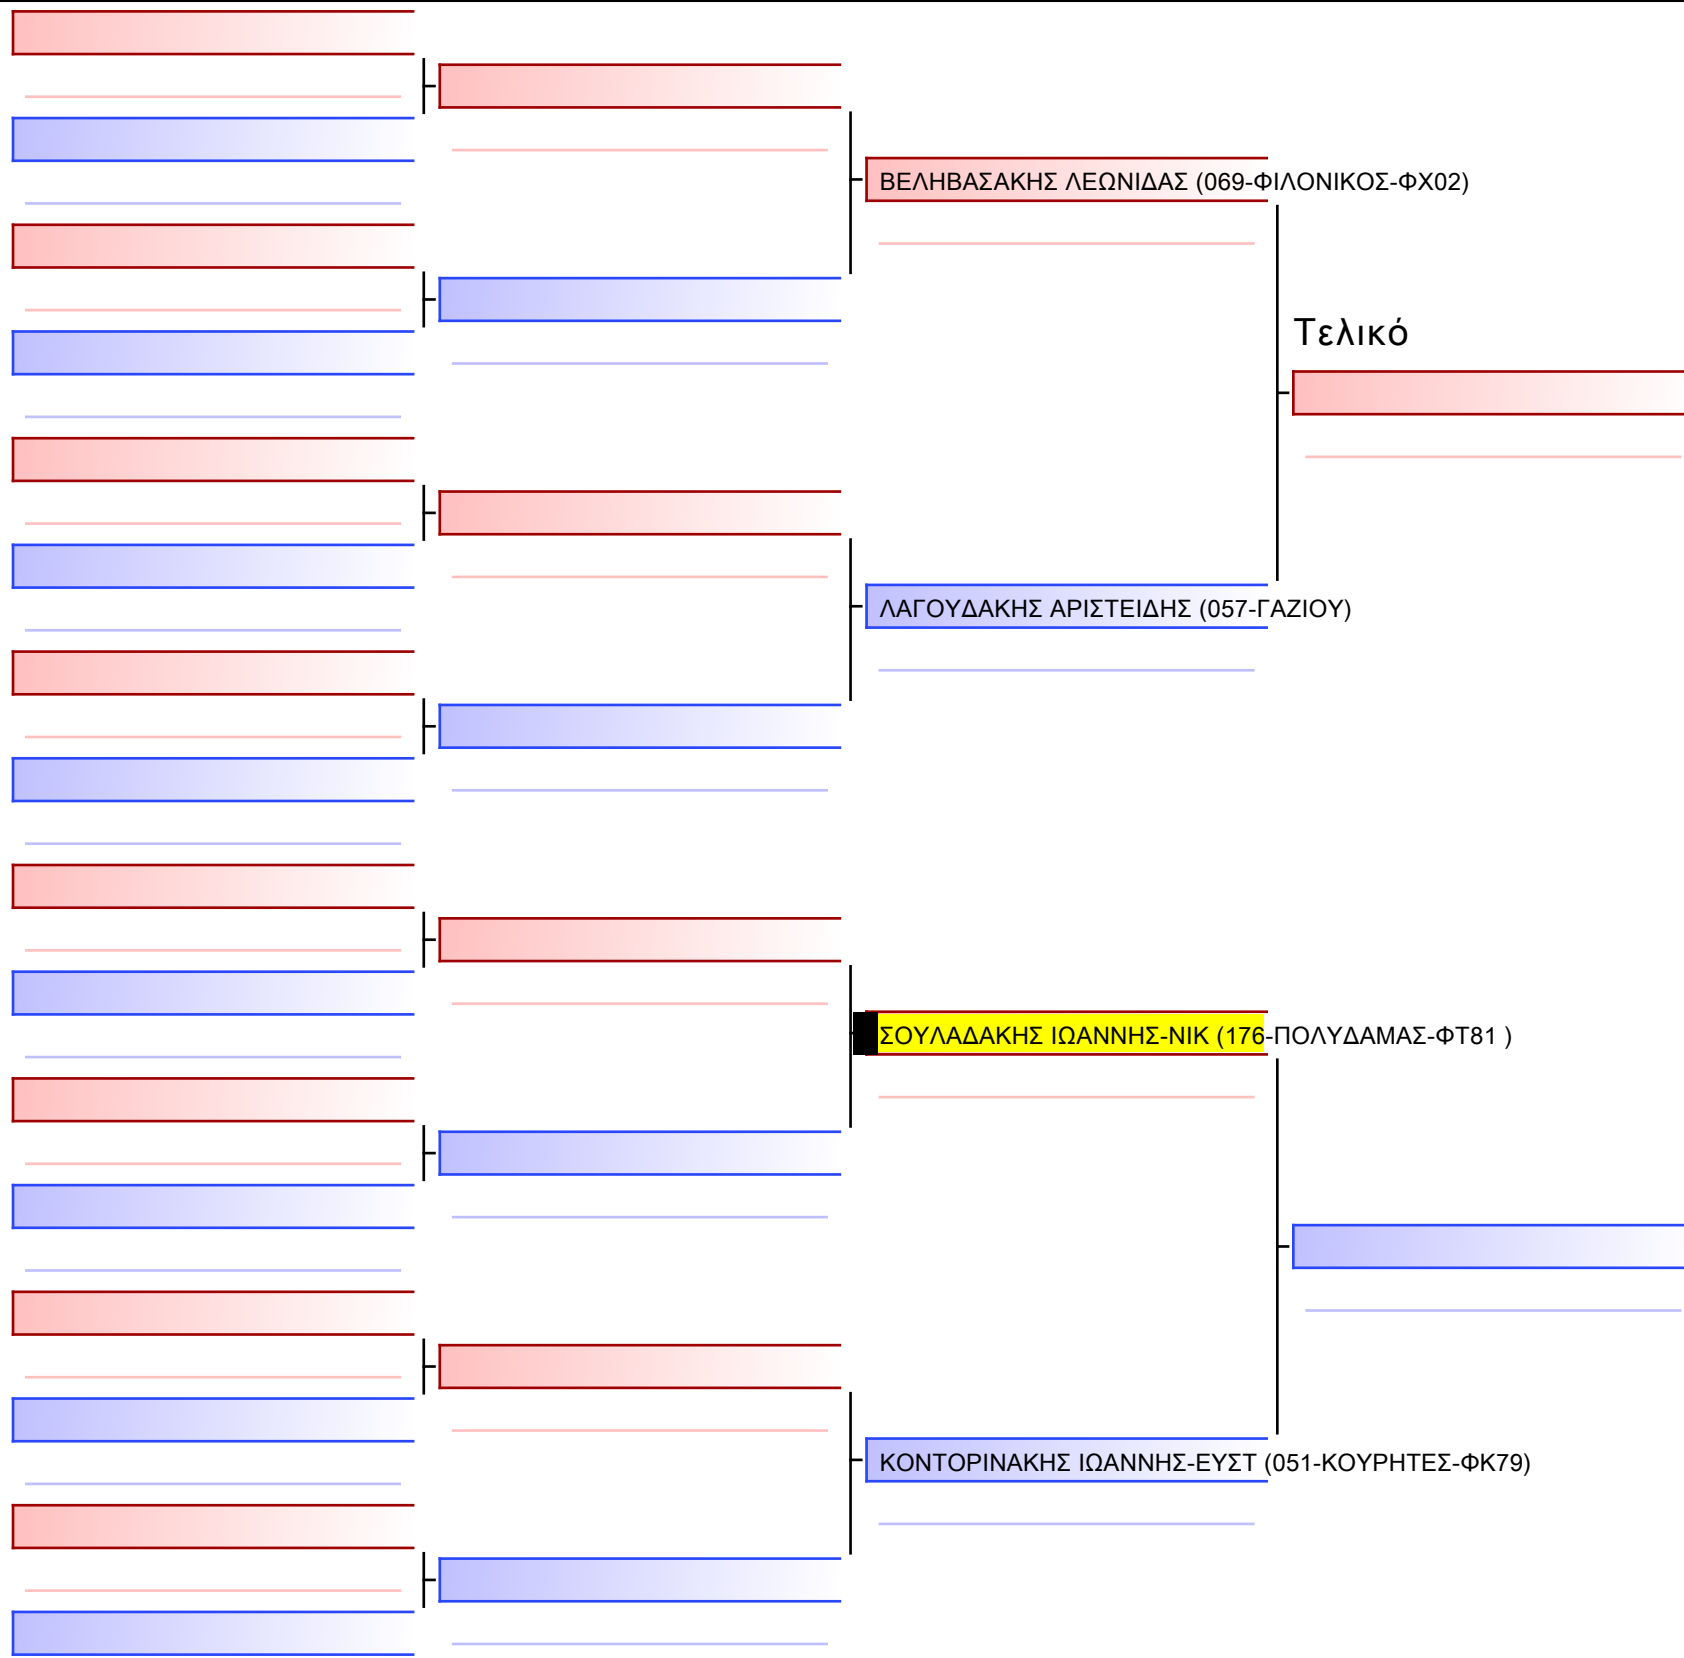 ΒΕΛΗΒΑΣΑΚΗΣ ΛΕΩΝΙΔΑΣ (069-ΦΙΛΟΝΙΚΟΣ-ΦΧ02)
Τελικό
ΛΑΓΟΥΔΑΚΗΣ ΑΡΙΣΤΕΙΔΗΣ (057-ΓΑΖΙΟΥ)
ΣΟΥΛΑΔΑΚΗΣ ΙΩΑΝΝΗΣ-ΝΙΚ (176-ΠΟΛΥΔΑΜΑΣ-ΦΤ81 )
ΚΟΝΤΟΡΙΝΑΚΗΣ ΙΩΑΝΝΗΣ-ΕΥΣΤ (051-ΚΟΥΡΗΤΕΣ-ΦΚ79)